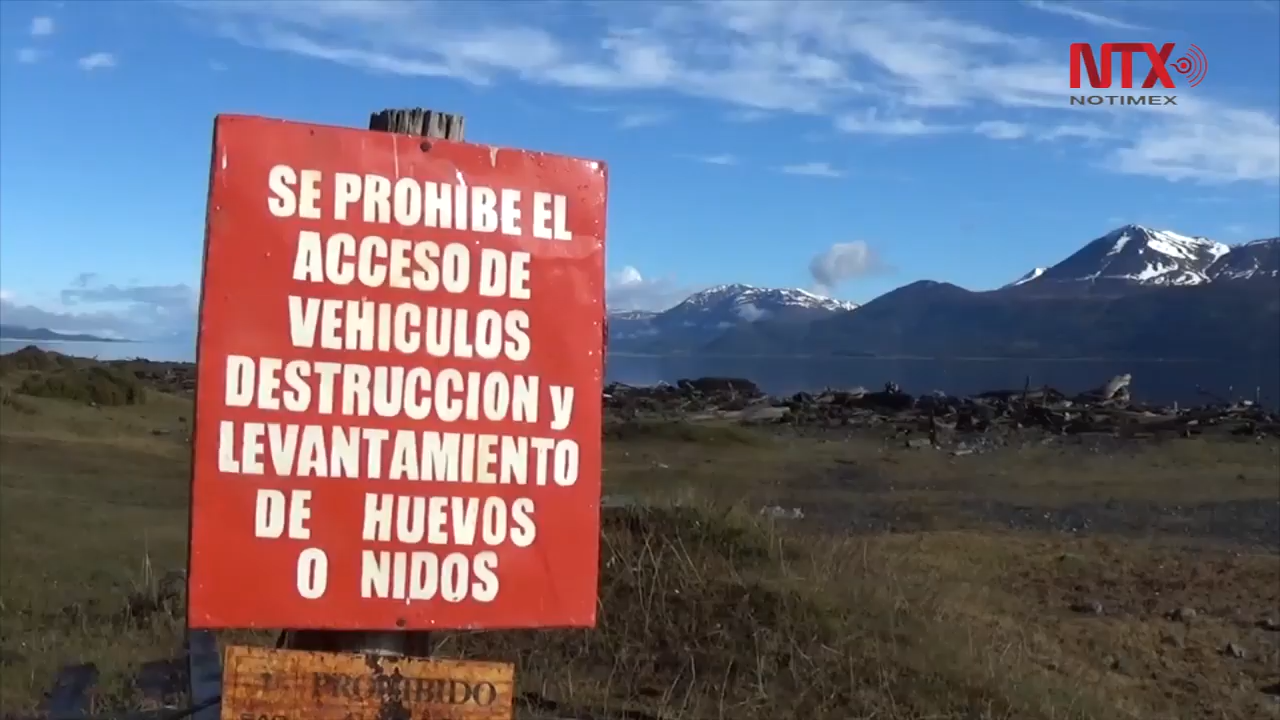 NTX
NOTIMEX
SE PROHIBE EL
ACCESO DE
VEHICULOS
DESTRUCCION y
LEVANTAMIENTO
DE HUEVOS
O NIDOS
PROHIBIDO